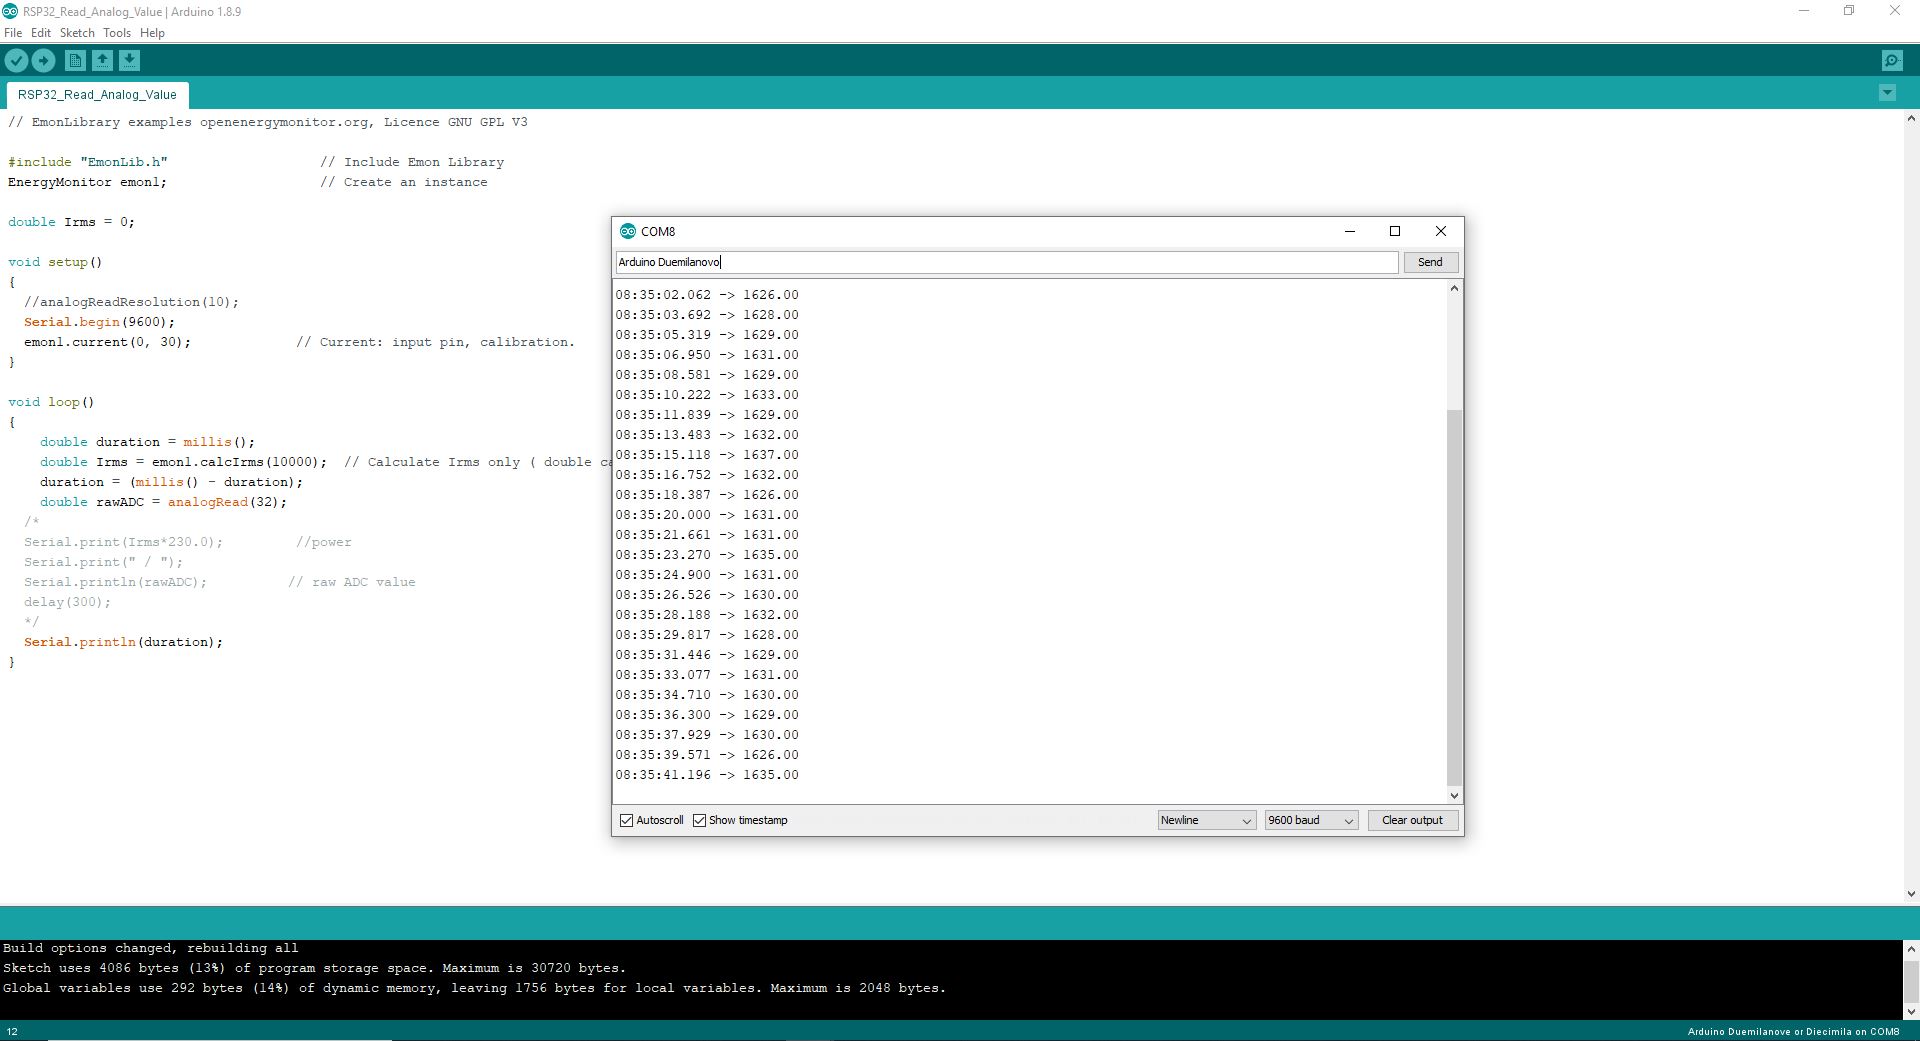 RSP32_Read_Analog_Value | Arduino 1.8.9
File Edit Sketch Tools Help
RSP32_Read_Analog_Value
// EmonLibrary examples openenergymonitor.org, Licence GNU GPL V3
#include "EmonLib.h" // Include Emon Library
EnergyMonitor emon1; // Create an instance
double Irms = 0;
void setup()
{
//analogReadResolution(10);
Serial.begin(9600);
emon1.current(0, 30); // Current: input pin, calibration.
}
void loop()
{
double duration = millis();
double Irms = emon1.calcIrms(10000); // Calculate Irms only ( double ca
duration = (millis() - duration);
double rawADC = analogRead(32);
/*
Serial.print(Irms*230.0); //power
Serial.print(" / ");
Serial.println(rawADC); // raw ADC value
delay(300);
*/
Serial.println(duration);
}
COM8
Arduino Duemilanovo
Send
08:35:02.062 -> 1626.00
08:35:03.692 -> 1628.00
08:35:05.319 -> 1629.00
08:35:06.950 -> 1631.00
08:35:08.581 -> 1629.00
08:35:10.222 -> 1633.00
08:35:11.839 -> 1629.00
08:35:13.483 -> 1632.00
08:35:15.118 -> 1637.00
08:35:16.752 -> 1632.00
08:35:18.387 -> 1626.00
08:35:20.000 -> 1631.00
08:35:21.661 -> 1631.00
08:35:23.270 -> 1635.00
08:35:24.900 -> 1631.00
08:35:26.526 -> 1630.00
08:35:28.188 -> 1632.00
08:35:29.817 -> 1628.00
08:35:31.446 -> 1629.00
08:35:33.077 -> 1631.00
08:35:34.710 -> 1630.00
08:35:36.300 -> 1629.00
08:35:37.929 -> 1630.00
08:35:39.571 -> 1626.00
08:35:41.196 -> 1635.00
Autoscroll Show timestamp Newline 9600 baud Clear output
Build options changed, rebuilding all
Sketch uses 4086 bytes (13%) of program storage space. Maximum is 30720 bytes.
Global variables use 292 bytes (14%) of dynamic memory, leaving 1756 bytes for local variables. Maximum is 2048 bytes.
12 Arduino Duemilanove or Diecimila on COM8